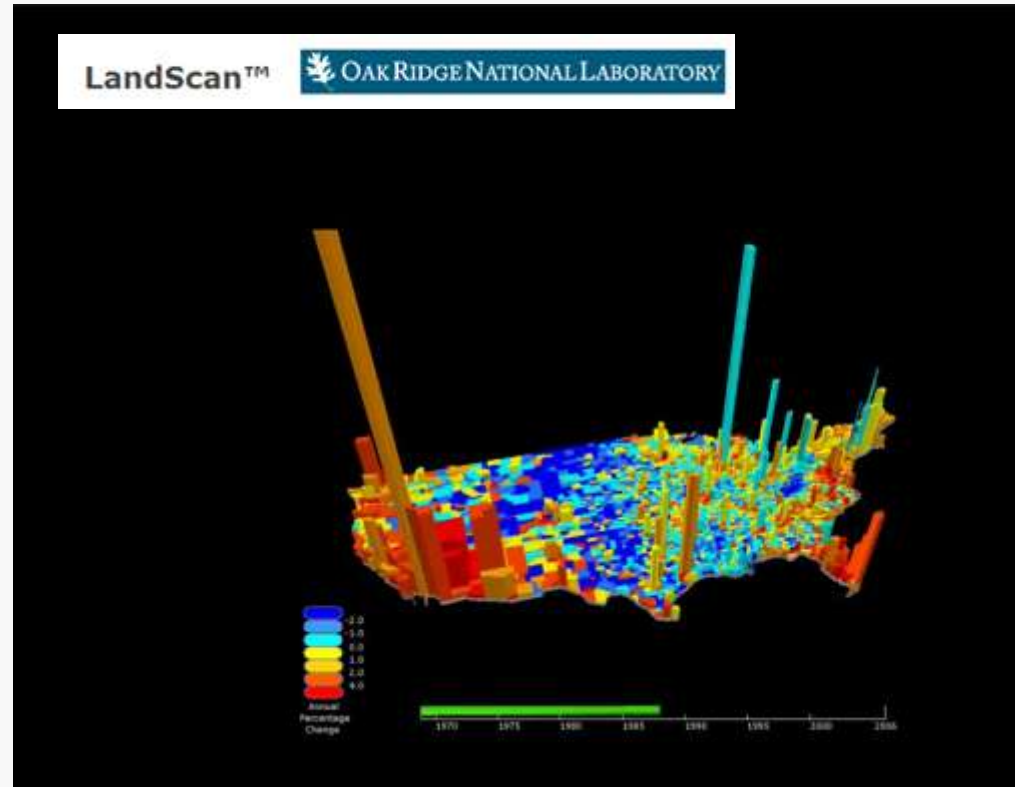 LandScan™
OAK RIDGE NATIONAL LABORATORY
-2.0
-1.0
0.0
1.0
2.0
4.0
Annual
Percentage
Change
1970
1975
1980
1985
1990
1995
2000
2006